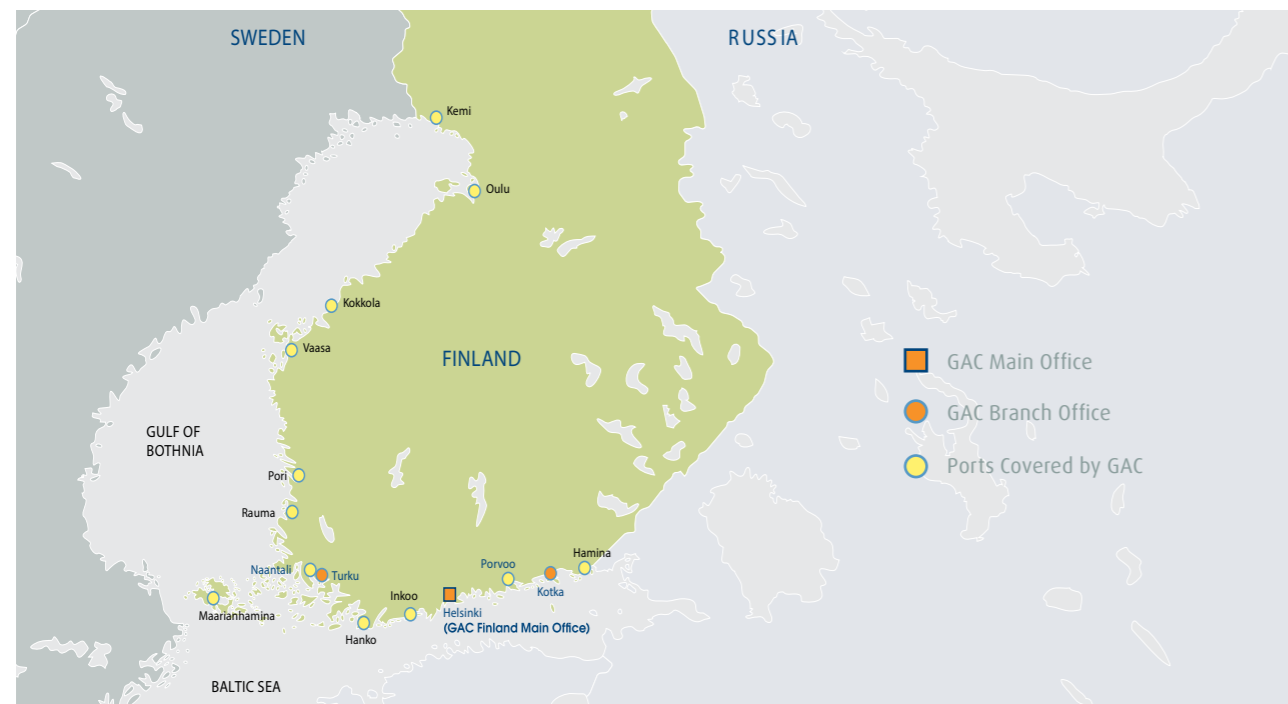 SWEDEN
RUSSIA
Kemi
Oulu
Kokkola
Vaasa
FINLAND
GAC Main Office
GAC Branch Office
GULF OF
BOTHNIA
Ports Covered by GAC
Pori
Rauma
Hamina
Naantali
Turku
Porvoo
Kotka
Inkoo
Maarianhamina
Helsinki
(GAC Finland Main Office)
Hanko
BALTIC SEA